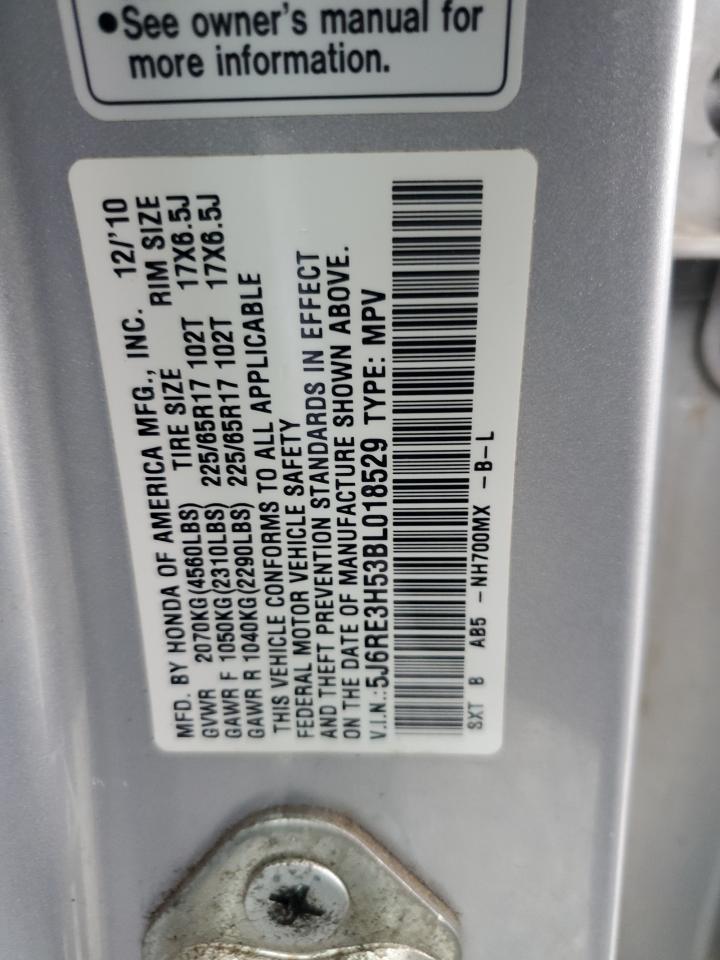 ●See owner's manual for
more information.
MFD. BY HONDA OF AMERICA MFG., INC. 12/'10
GVWR 2070KG(4560LBS) TIRE SIZE RIM SIZE
GAWR F 1050KG(2310LBS) 225/65R17 102T 17X6.5J
GAWR R 1040KG(2290LBS) 225/65R17 102T 17X6.5J
THIS VEHICLE CONFORMS TO ALL APPLICABLE
FEDERAL MOTOR VEHICLE SAFETY
AND THEFT PREVENTION STANDARDS IN EFFECT
ON THE DATE OF MANUFACTURE SHOWN ABOVE.
V.I.N.:5J6RE3H53BL018529 TYPE: MPV
SXT B AB5 -NH700MX -B-L